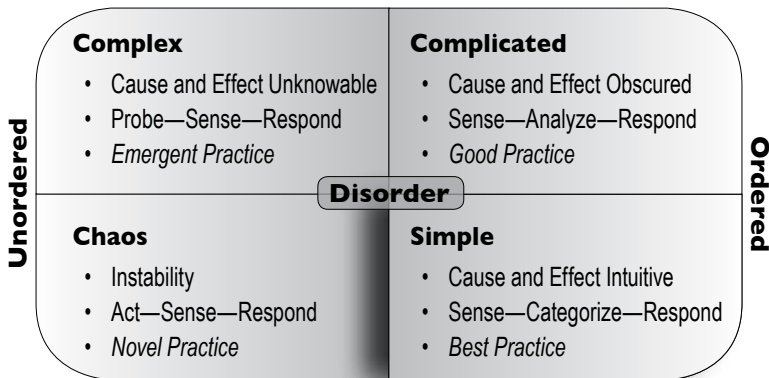 Complex
• Cause and Effect Unknowable
• Probe—Sense—Respond
• Emergent Practice
Complicated
• Cause and Effect Obscured
• Sense—Analyze—Respond
• Good Practice
Unordered
Disorder
Ordered
Chaos
• Instability
• Act—Sense—Respond
• Novel Practice
Simple
• Cause and Effect Intuitive
• Sense—Categorize—Respond
• Best Practice